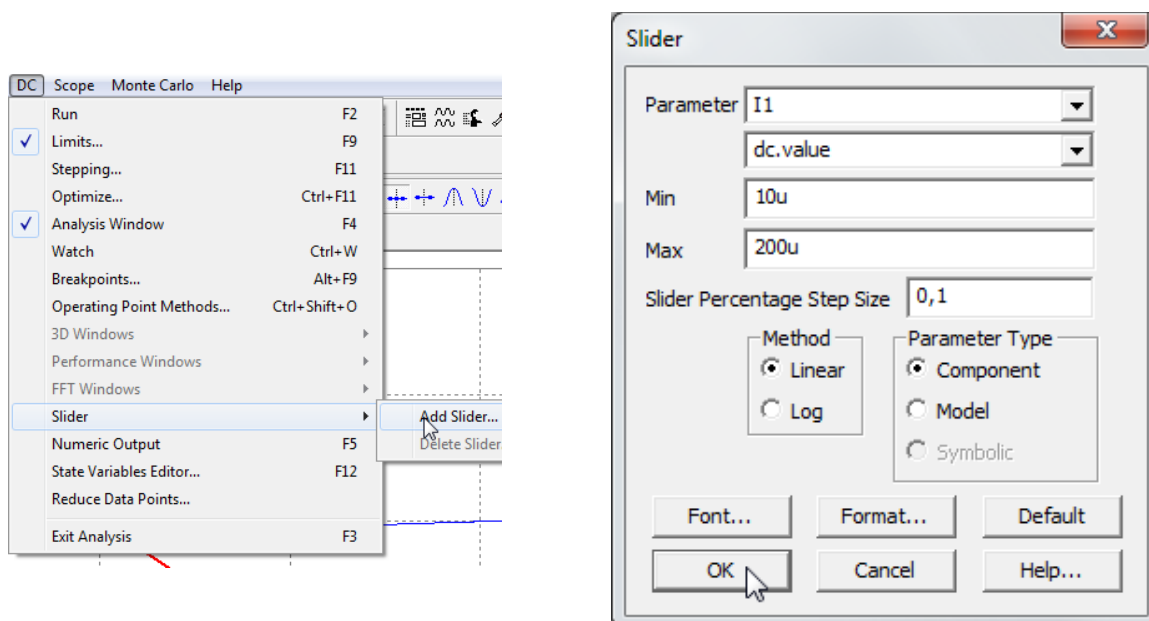 DC Scope Monte Carlo Help
Run F2
Limits... F9
Stepping... F11
Optimize... Ctrl+F11
Analysis Window F4
Watch Ctrl+W
Breakpoints... Alt+F9
Operating Point Methods... Ctrl+Shift+O
3D Windows
Performance Windows
FFT Windows
Slider
Add Slider...
Numeric Output F5
Delete Slider
State Variables Editor... F12
Reduce Data Points...
Exit Analysis F3
Slider
Parameter I1
dc.value
Min 10u
Max 200u
Slider Percentage Step Size 0,1
Method Parameter Type
Linear Component
Log Model
Symbolic
Font... Format... Default
OK Cancel Help...